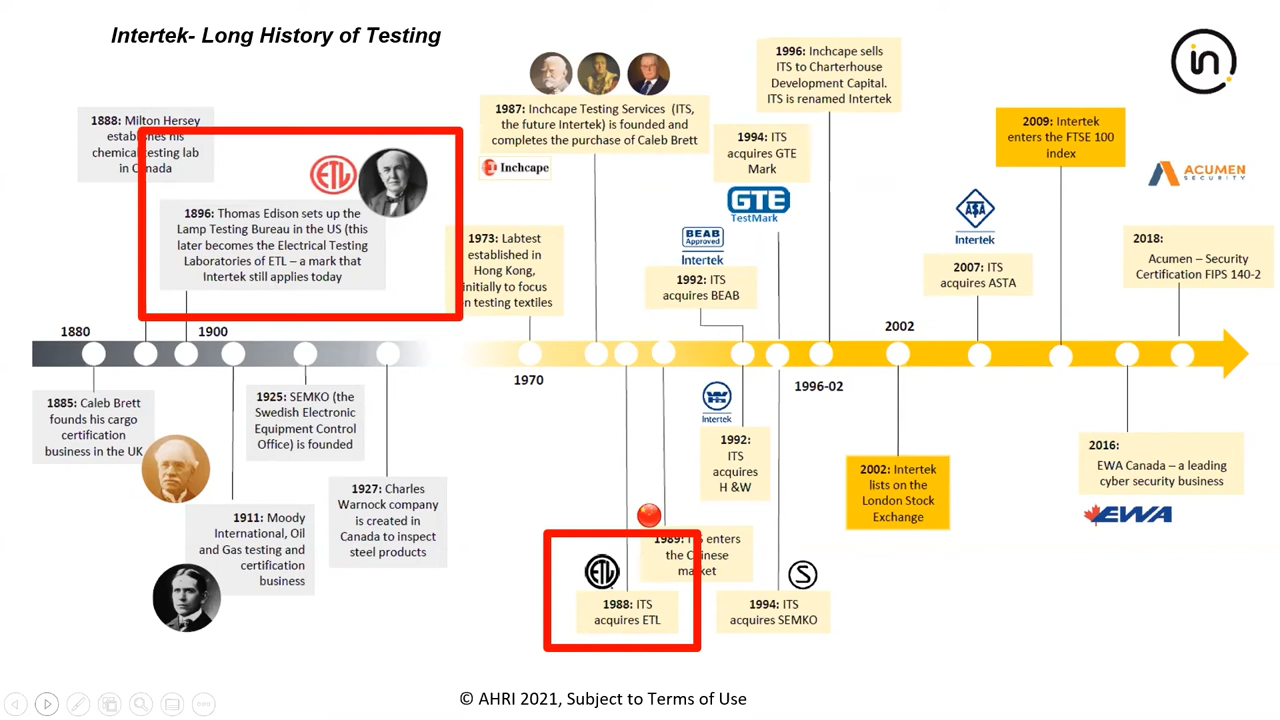 Intertek- Long History of Testing
1888: Milton Hersey
establishes his
chemical testing lab
in Canada
ETL
1896: Thomas Edison sets up the
Lamp Testing Bureau in the US (this
later becomes the Electrical Testing
Laboratories of ETL – a mark that
Intertek still applies today
1973: Labtest
established in
Hong Kong,
initially to focus
on testing textiles
1987: Inchcape Testing Services (ITS,
the future Intertek) is founded and
completes the purchase of Caleb Brett
Inchcape
1994: ITS
acquires GTE
Mark
GTE
TestMark
BEAB
Approved
Intertek
1992: ITS
acquires BEAB
1996: Inchcape sells
ITS to Charterhouse
Development Capital.
ITS is renamed Intertek
in
2009: Intertek
enters the FTSE 100
index
ASTA
Intertek
2007: ITS
acquires ASTA
ACUMEN
SECURITY
2018:
Acumen – Security
Certification FIPS 140-2
1880
1900
1970
1996-02
2002
1885: Caleb Brett
founds his cargo
certification
business in the UK
1911: Moody
International, Oil
and Gas testing and
certification
business
1925: SEMKO (the
Swedish Electronic
Equipment Control
Office) is founded
1927: Charles
Warnock company
is created in
Canada to inspect
steel products
ETL
1988: ITS
acquires ETL
1989: ITS enters
the Chinese
market
Intertek
1992:
ITS
acquires
H &W
S
1994: ITS
acquires SEMKO
2002: Intertek
lists on the
London Stock
Exchange
2016:
EWA Canada – a leading
cyber security business
EWA
© AHRI 2021, Subject to Terms of Use